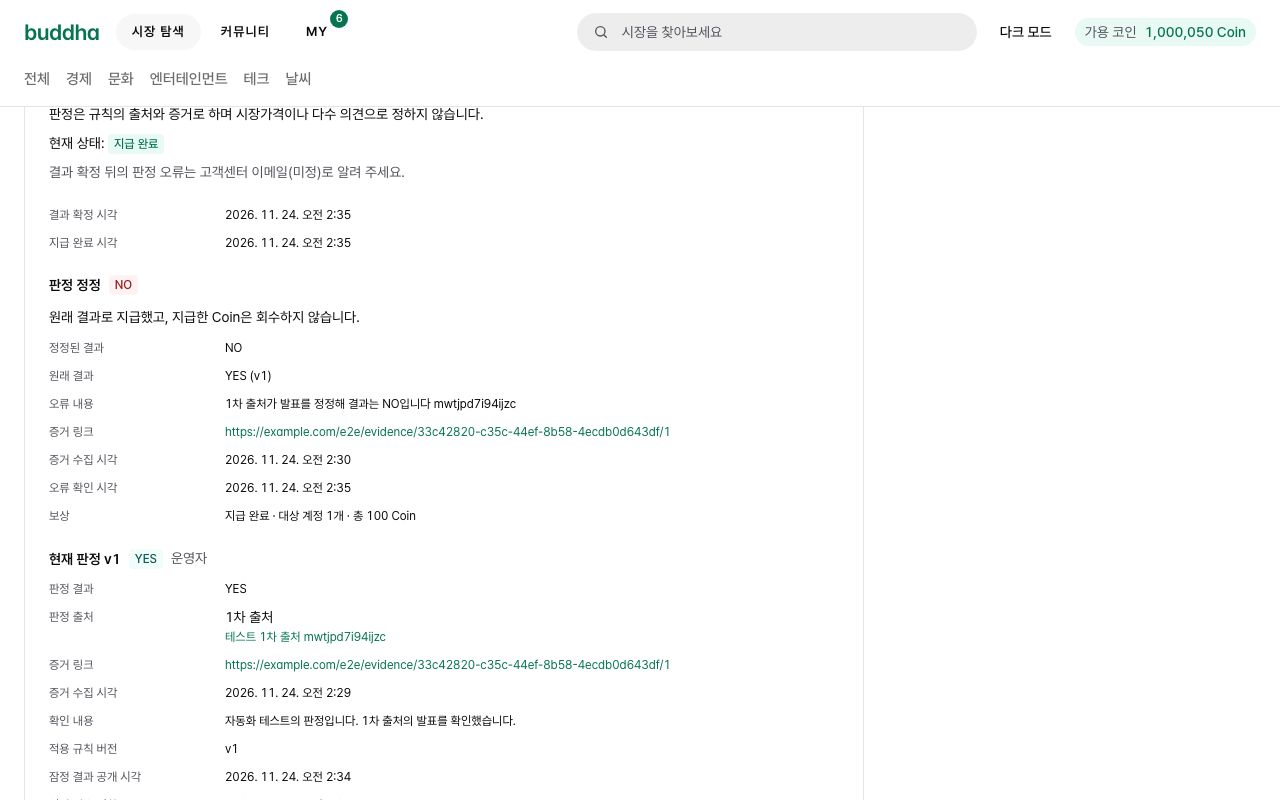 buddha
시장 탐색
커뮤니티
MY
6
시장을 찾아보세요
다크 모드
가용 코인 1,000,050 Coin
전체 경제 문화 엔터테인먼트 테크 날씨
판정은 규칙의 출처와 증거로 하며 시장가격이나 다수 의견으로 정하지 않습니다.
현재 상태: 지급 완료
결과 확정 뒤의 판정 오류는 고객센터 이메일(미정)로 알려 주세요.
결과 확정 시각 2026. 11. 24. 오전 2:35
지급 완료 시각 2026. 11. 24. 오전 2:35
판정 정정 NO
원래 결과로 지급했고, 지급한 Coin은 회수하지 않습니다.
정정된 결과 NO
원래 결과 YES (v1)
오류 내용 1차 출처가 발표를 정정해 결과는 NO입니다 mwtjpd7i94ijzc
증거 링크 https://example.com/e2e/evidence/33c42820-c35c-44ef-8b58-4ecdb0d643df/1
증거 수집 시각 2026. 11. 24. 오전 2:30
오류 확인 시각 2026. 11. 24. 오전 2:35
보상 지급 완료 · 대상 계정 1개 · 총 100 Coin
현재 판정 v1 YES 운영자
판정 결과 YES
판정 출처 1차 출처
테스트 1차 출처 mwtjpd7i94ijzc
증거 링크 https://example.com/e2e/evidence/33c42820-c35c-44ef-8b58-4ecdb0d643df/1
증거 수집 시각 2026. 11. 24. 오전 2:29
확인 내용 자동화 테스트의 판정입니다. 1차 출처의 발표를 확인했습니다.
적용 규칙 버전 v1
잠정 결과 공개 시각 2026. 11. 24. 오전 2:34